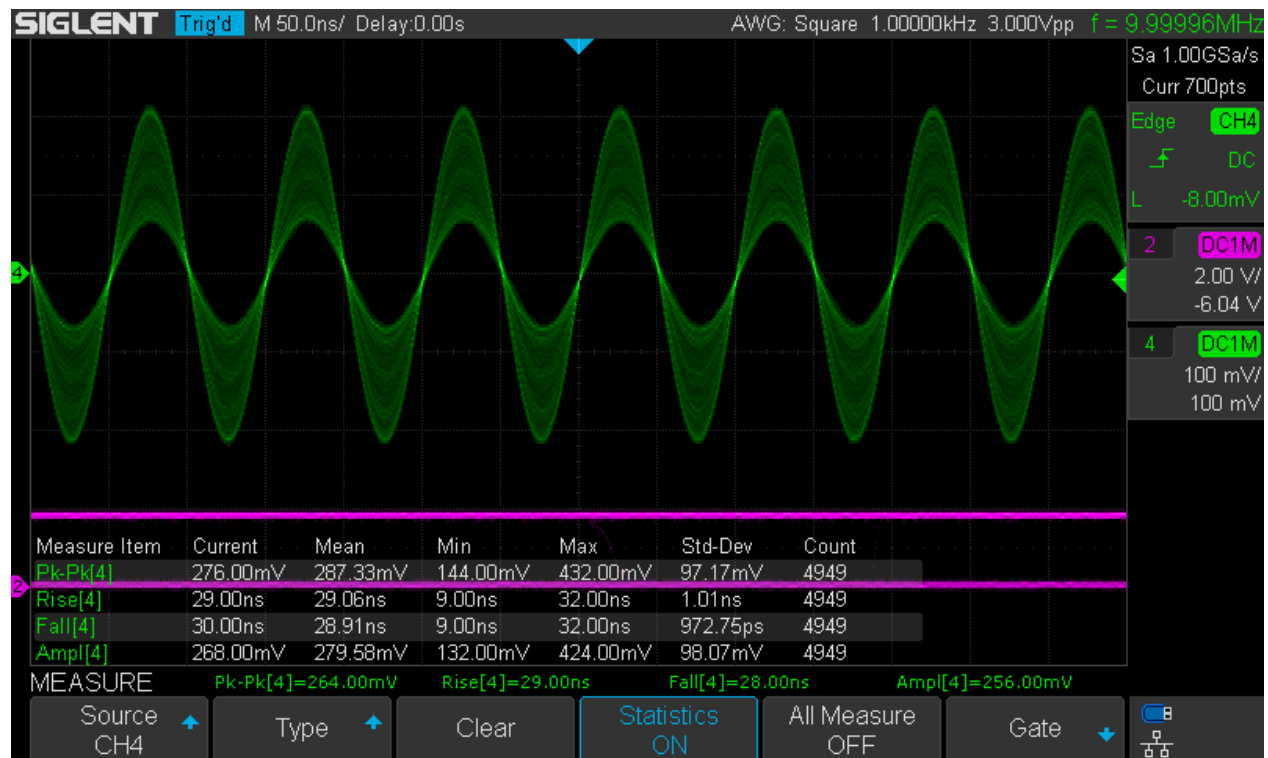 SIGLENT Trig'd M 50.0ns/ Delay:0.00s AWG: Square 1.00000kHz 3.000Vpp f = 9.99996MHz
Sa 1.00GSa/s
Curr 700pts
Edge CH4
DC
L -8.00mV
2 DC1M
2.00 V/
-6.04 V
4 DC1M
100 mV/
100 mV
4
2
Measure Item Current Mean Min Max Std-Dev Count
Pk-Pk[4] 276.00mV 287.33mV 144.00mV 432.00mV 97.17mV 4949
Rise[4] 29.00ns 29.06ns 9.00ns 32.00ns 1.01ns 4949
Fall[4] 30.00ns 28.91ns 9.00ns 32.00ns 972.75ps 4949
Ampl[4] 268.00mV 279.58mV 132.00mV 424.00mV 98.07mV 4949
MEASURE Pk-Pk[4]=264.00mV Rise[4]=29.00ns Fall[4]=28.00ns Ampl[4]=256.00mV
Source
CH4
Type
Clear
Statistics
ON
All Measure
OFF
Gate